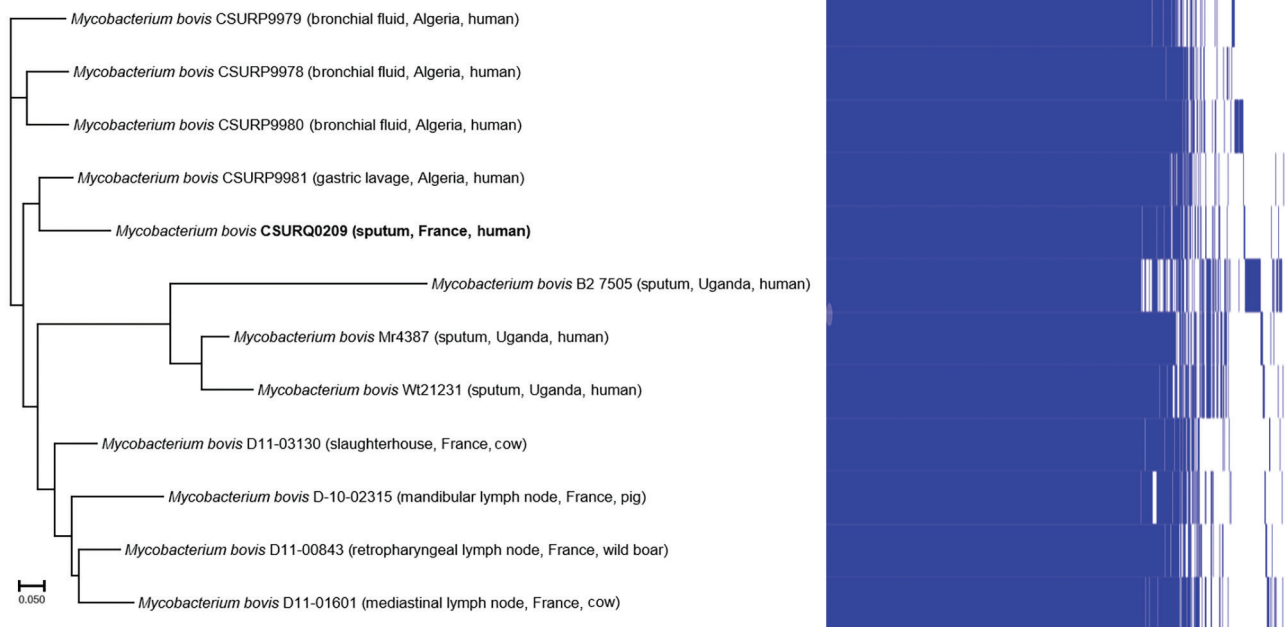 Mycobacterium bovis CSURP9979 (bronchial fluid, Algeria, human)
Mycobacterium bovis CSURP9978 (bronchial fluid, Algeria, human)
Mycobacterium bovis CSURP9980 (bronchial fluid, Algeria, human)
Mycobacterium bovis CSURP9981 (gastric lavage, Algeria, human)
Mycobacterium bovis CSURQ0209 (sputum, France, human)
Mycobacterium bovis B2 7505 (sputum, Uganda, human)
Mycobacterium bovis Mr4387 (sputum, Uganda, human)
Mycobacterium bovis Wt21231 (sputum, Uganda, human)
Mycobacterium bovis D11-03130 (slaughterhouse, France, cow)
Mycobacterium bovis D-10-02315 (mandibular lymph node, France, pig)
Mycobacterium bovis D11-00843 (retropharyngeal lymph node, France, wild boar)
Mycobacterium bovis D11-01601 (mediastinal lymph node, France, cow)
0.050